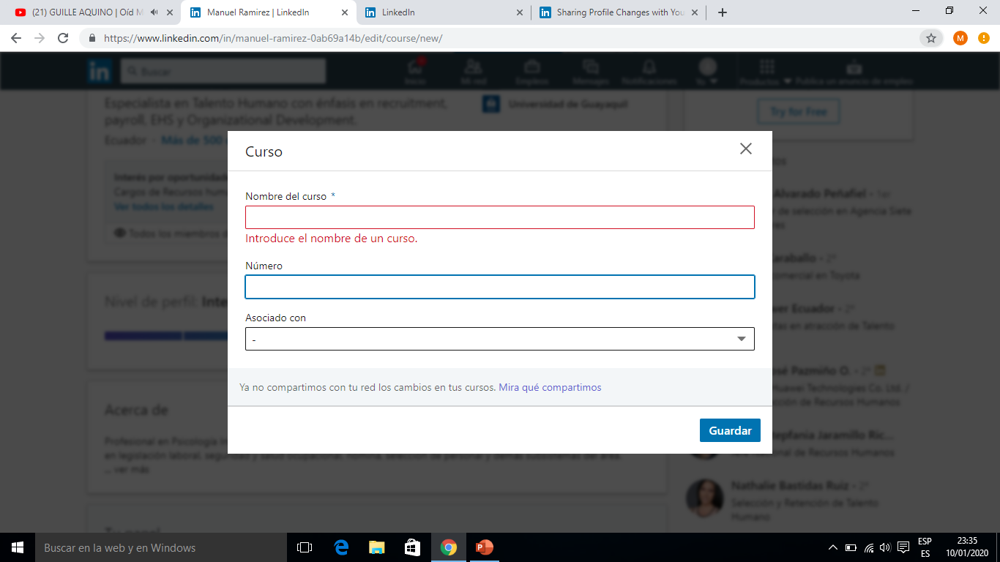 (21) GUILLE AQUINO | Oíd M
Manuel Ramirez | LinkedIn
LinkedIn
Sharing Profile Changes with You
https://www.linkedin.com/in/manuel-ramirez-0ab69a14b/edit/course/new/
M
in
Buscar
Inicio
Mi red
Empleos
Mensajes
Notificaciones
Yo
Productos
Publica un anuncio de empleo
Especialista en Talento Humano con énfasis en recruitment,
payroll, EHS y Organizational Development.
Universidad de Guayaquil
Try for Free
Ecuador · Más de 500
Interés por oportunidade
Cargos de Recursos huma
Ver todos los detalles
Todos los miembros d
Nivel de perfil: Inte
Acerca de
Profesional en Psicología In
en legislación laboral, seguridad y salud ocupacional, nómina, selección de personal y demás subsistemas del área.
... ver más
Curso
Nombre del curso *
Introduce el nombre de un curso.
Número
Asociado con
-
Ya no compartimos con tu red los cambios en tus cursos. Mira qué compartimos
Guardar
Alvarado Peñafiel • 1er
r de selección en Agencia Siete
res
araballo • 2º
omercial en Toyota
ver Ecuador • 2º
tas en atracción de Talento
osé Pazmiño O. • 2º
Huawei Technologies Co. Ltd. /
cción de Recursos Humanos
tepfania Jaramillo Ric...
nal de Recursos Humanos
Nathalie Bastidas Ruiz • 2º
Selección y Retención de Talento
Humano
Buscar en la web y en Windows
ESP
ES
23:35
10/01/2020